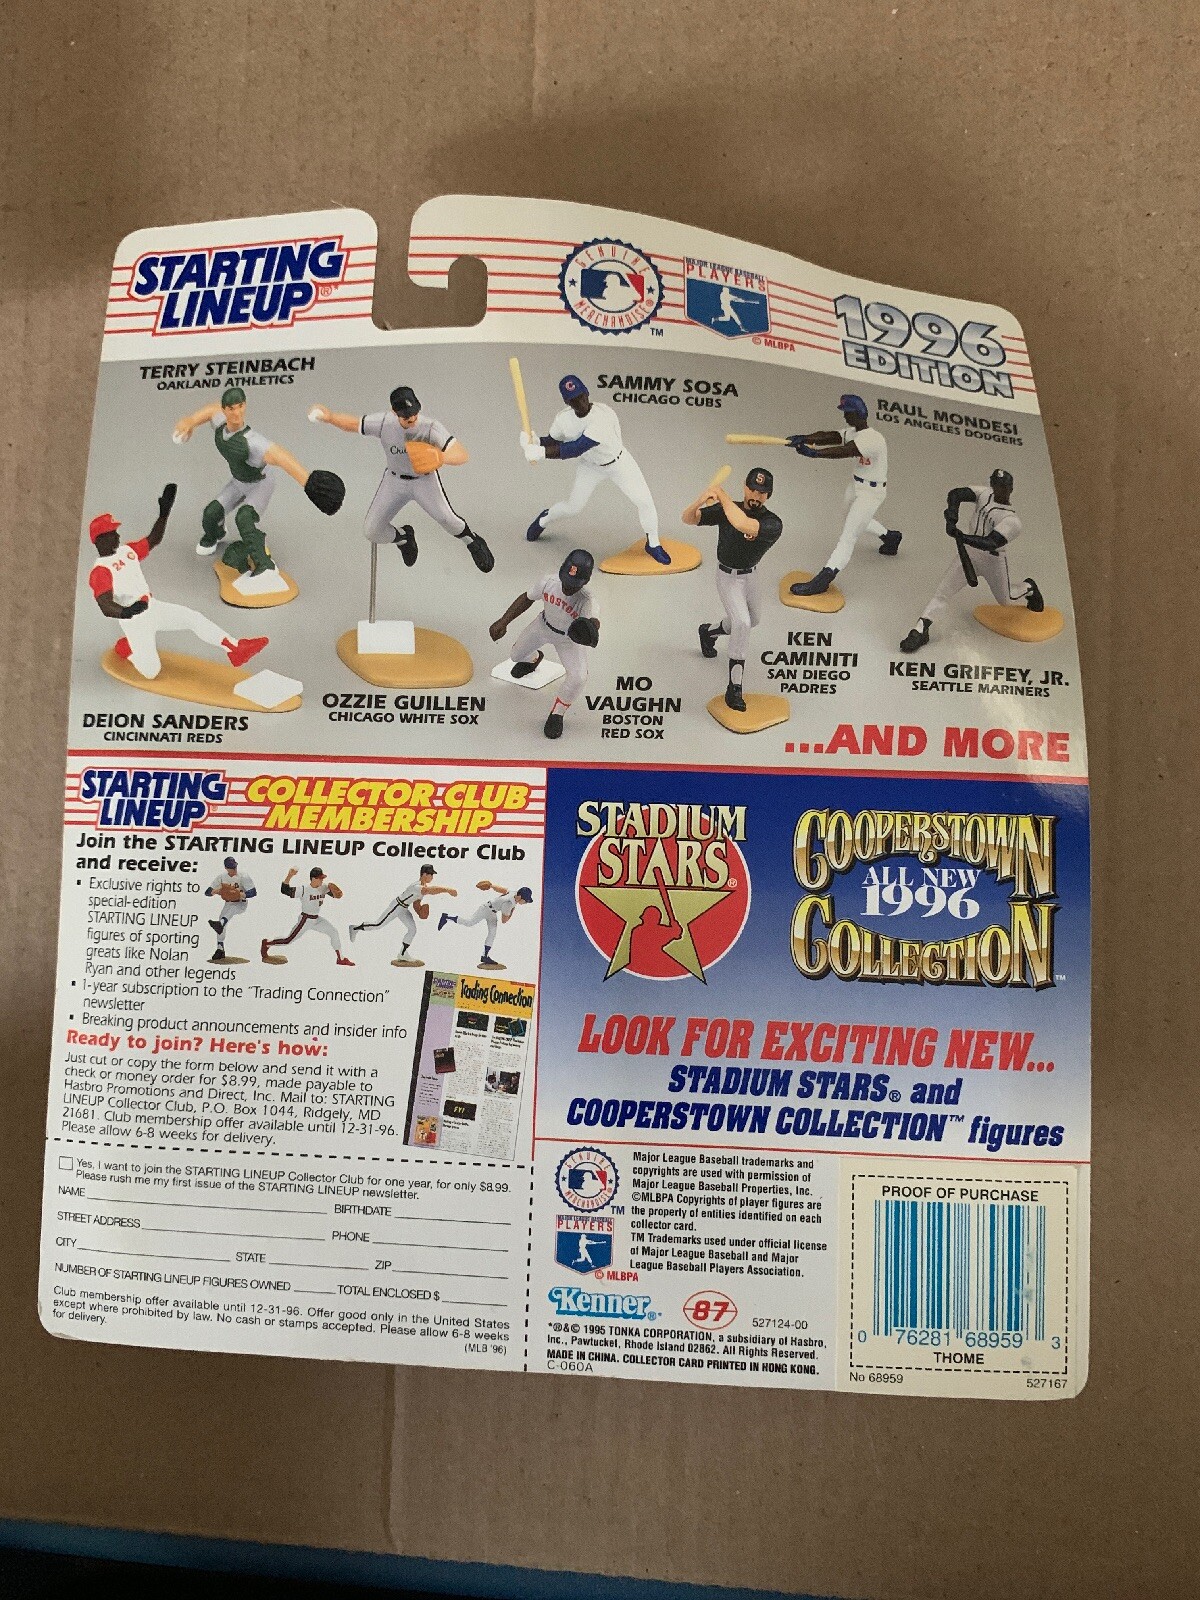 STARTING
LINEUP®
GENUINE
MERCHANDISE
TM
MAJOR LEAGUE BASEBALL
PLAYERS
© MLBPA
1996
EDITION
TERRY STEINBACH
OAKLAND ATHLETICS
SAMMY SOSA
CHICAGO CUBS
RAUL MONDESI
LOS ANGELES DODGERS
24
BOSTON
43
DEION SANDERS
CINCINNATI REDS
OZZIE GUILLEN
CHICAGO WHITE SOX
MO
VAUGHN
BOSTON
RED SOX
KEN
CAMINITI
SAN DIEGO
PADRES
KEN GRIFFEY, JR.
SEATTLE MARINERS
...AND MORE
STARTING
LINEUP®
COLLECTOR CLUB
MEMBERSHIP
Join the STARTING LINEUP Collector Club
and receive:
▪ Exclusive rights to
special-edition
STARTING LINEUP
figures of sporting
greats like Nolan
Ryan and other legends
▪ 1-year subscription to the "Trading Connection"
newsletter
▪ Breaking product announcements and insider info
Ready to join? Here's how:
Just cut or copy the form below and send it with a
check or money order for $8.99, made payable to
Hasbro Promotions and Direct, Inc. Mail to: STARTING
LINEUP Collector Club, P.O. Box 1044, Ridgely, MD
21681. Club membership offer available until 12-31-96.
Please allow 6-8 weeks for delivery.
Trading Connection
FYI
Yes, I want to join the STARTING LINEUP Collector Club for one year, for only $8.99.
Please rush me my first issue of the STARTING LINEUP newsletter.
NAME BIRTHDATE
STREET ADDRESS PHONE
CITY STATE ZIP
NUMBER OF STARTING LINEUP FIGURES OWNED TOTAL ENCLOSED $
Club membership offer available until 12-31-96. Offer good only in the United States
except where prohibited by law. No cash or stamps accepted. Please allow 6-8 weeks
for delivery.
(MLB '96)
STADIUM
STARS®
COOPERSTOWN
ALL NEW
1996
COLLECTION™
LOOK FOR EXCITING NEW...
STADIUM STARS® and
COOPERSTOWN COLLECTION™ figures
GENUINE
MERCHANDISE
TM
MAJOR LEAGUE BASEBALL
PLAYERS
© MLBPA
Major League Baseball trademarks and
copyrights are used with permission of
Major League Baseball Properties, Inc.
©MLBPA Copyrights of player figures are
the property of entities identified on each
collector card.
TM Trademarks used under official license
of Major League Baseball and Major
League Baseball Players Association.
Kenner® 87 527124-00
*®&© 1995 TONKA CORPORATION, a subsidiary of Hasbro,
Inc., Pawtucket, Rhode Island 02862. All Rights Reserved.
MADE IN CHINA. COLLECTOR CARD PRINTED IN HONG KONG.
C-060A
PROOF OF PURCHASE
0 76281 68959 3
THOME
No 68959 527167